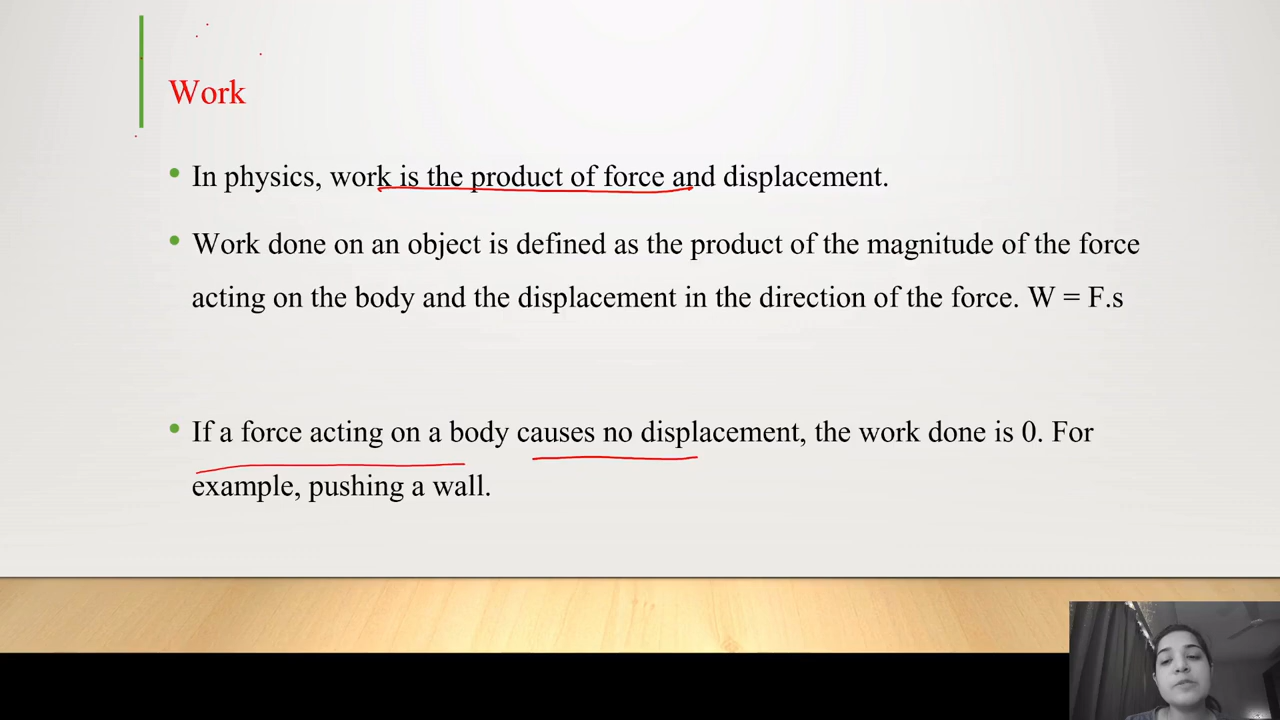 Work
• In physics, work is the product of force and displacement.
• Work done on an object is defined as the product of the magnitude of the force
acting on the body and the displacement in the direction of the force. W = F.s
• If a force acting on a body causes no displacement, the work done is 0. For
example, pushing a wall.